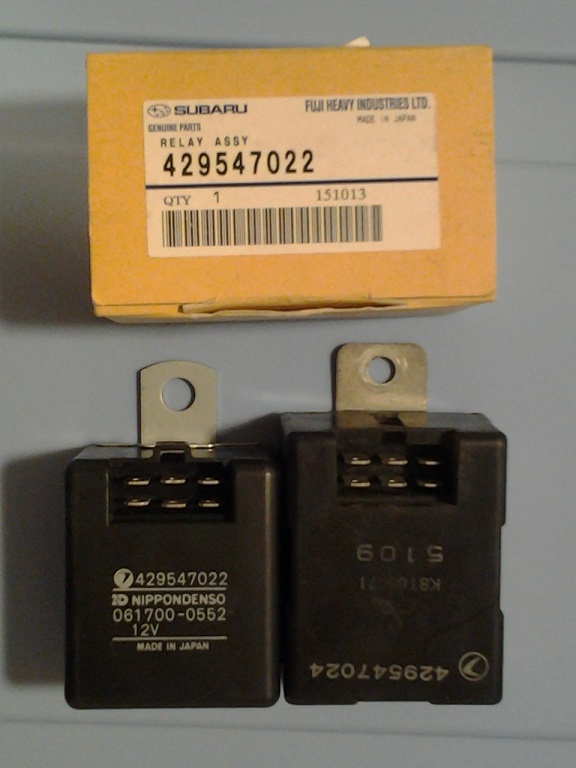 SUBARU
FUJI HEAVY INDUSTRIES LTD.
GENUINE PARTS
MADE IN JAPAN
RELAY ASSY
429547022
QTY 1 151013
429547022
NIPPONDENSO
061700-0552
12V
MADE IN JAPAN
5109
429547024